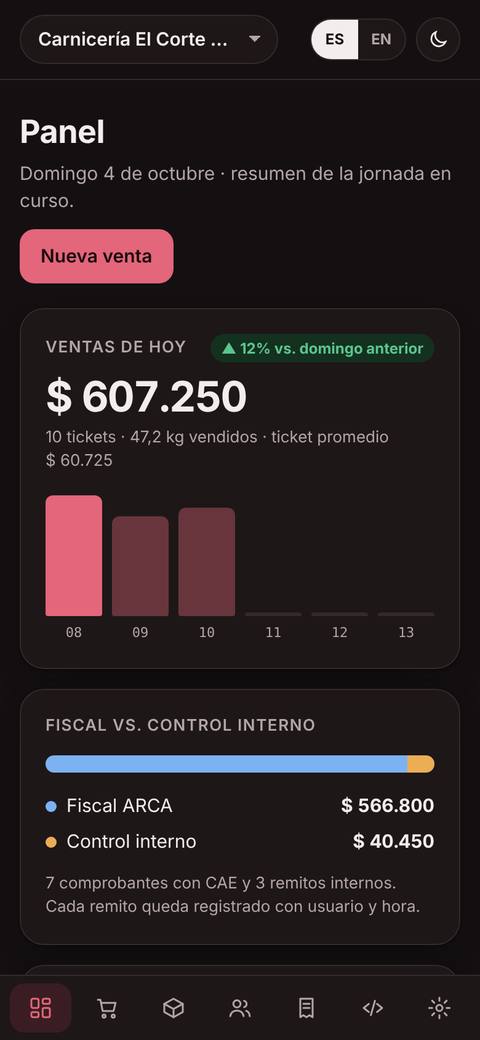 Carnicería El Corte ...
ES EN
Panel
Domingo 4 de octubre · resumen de la jornada en
curso.
Nueva venta
VENTAS DE HOY
▲ 12% vs. domingo anterior
$ 607.250
10 tickets · 47,2 kg vendidos · ticket promedio
$ 60.725
08 09 10 11 12 13
FISCAL VS. CONTROL INTERNO
Fiscal ARCA $ 566.800
Control interno $ 40.450
7 comprobantes con CAE y 3 remitos internos.
Cada remito queda registrado con usuario y hora.